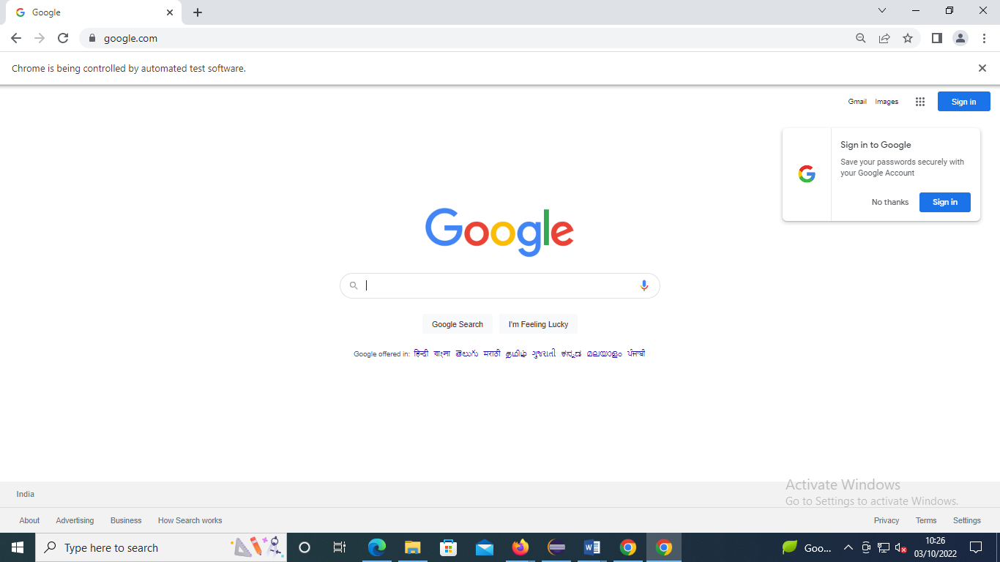 Google
google.com
Chrome is being controlled by automated test software.
Gmail Images Sign in
Sign in to Google
Save your passwords securely with
your Google Account
No thanks Sign in
Google
Google Search I'm Feeling Lucky
Google offered in: हिन्दी বাংলা తెలుగు मराठी தமிழ் ગુજરાતી ಕನ್ನಡ മലയാളം ਪੰਜਾਬੀ
Activate Windows
Go to Settings to activate Windows.
India
About Advertising Business How Search works Privacy Terms Settings
Type here to search
Goo...
10:26
03/10/2022